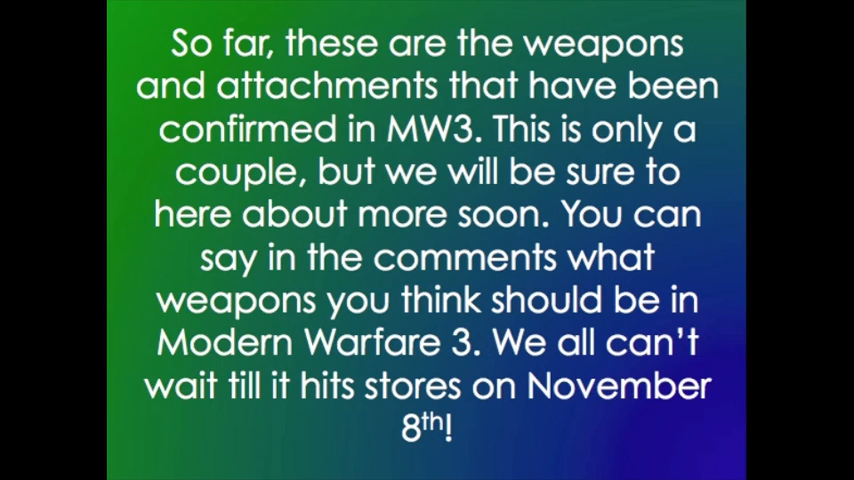 So far, these are the weapons
and attachments that have been
confirmed in MW3. This is only a
couple, but we will be sure to
here about more soon. You can
say in the comments what
weapons you think should be in
Modern Warfare 3. We all can’t
wait till it hits stores on November
8th!